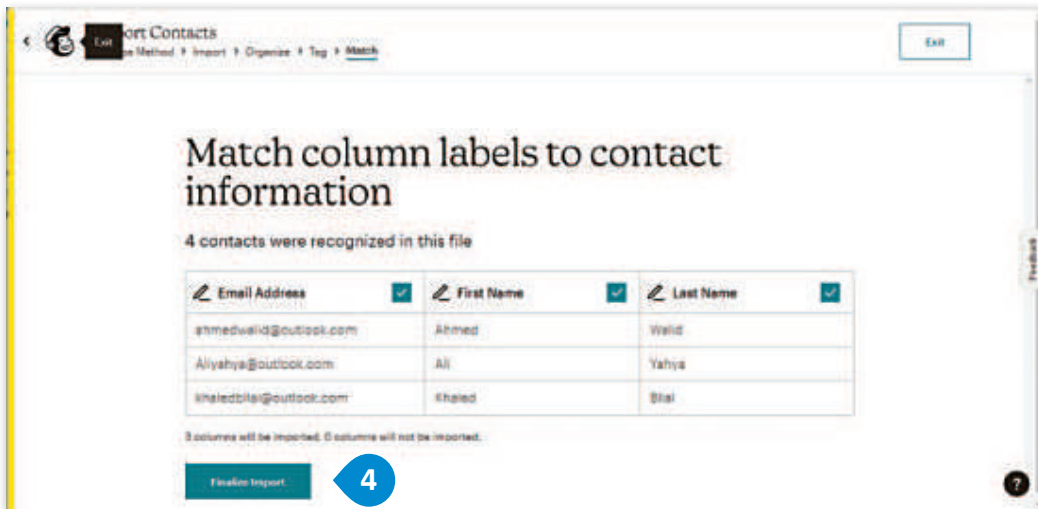 Exit
ort Contacts
Exit
e Method › Import › Organize › Tag › Match
Match column labels to contact
information
4 contacts were recognized in this file
Email Address First Name Last Name
ahmedwalid@outlook.com Ahmed Walid
Aliyahya@outlook.com Ali Yahya
khaledbilal@outlook.com Khaled Bilal
3 columns will be imported. 0 columns will not be imported.
Finalize Import 4
Feedback
?